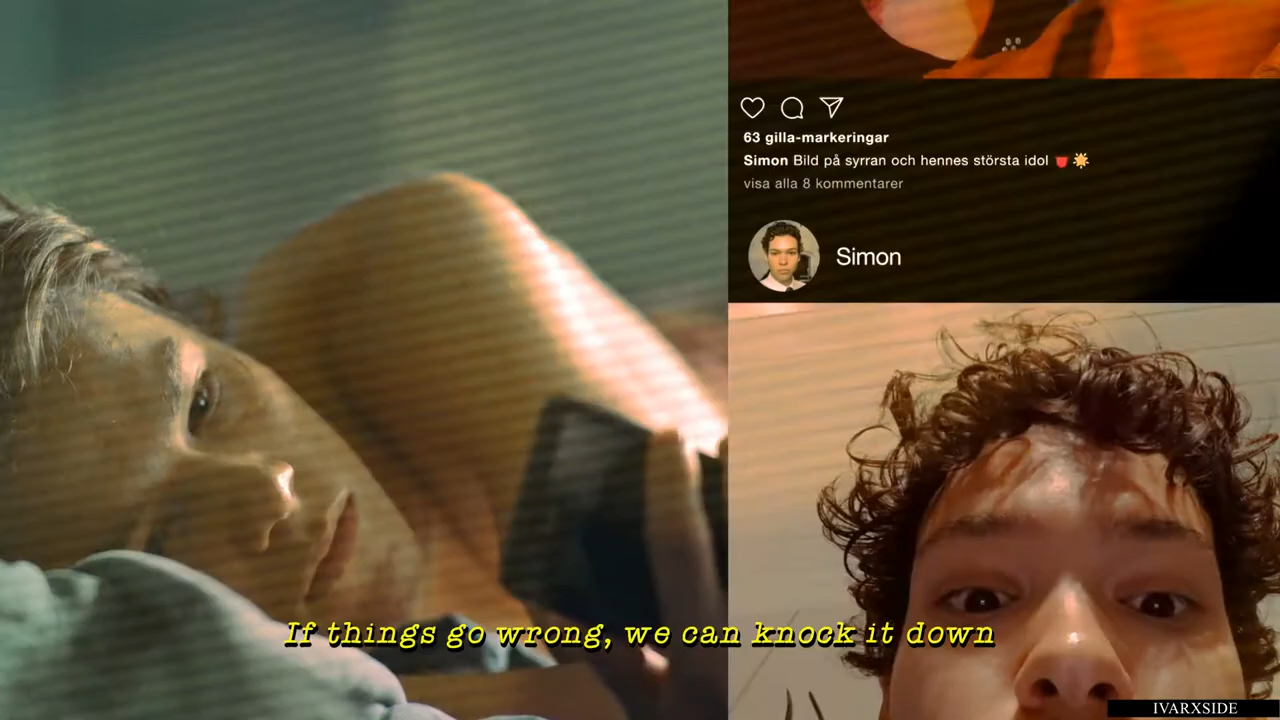 63 gilla-markeringar
Simon Bild på syrran och hennes största idol
visa alla 8 kommentarer
Simon
If things go wrong, we can knock it down
IVARXSIDE